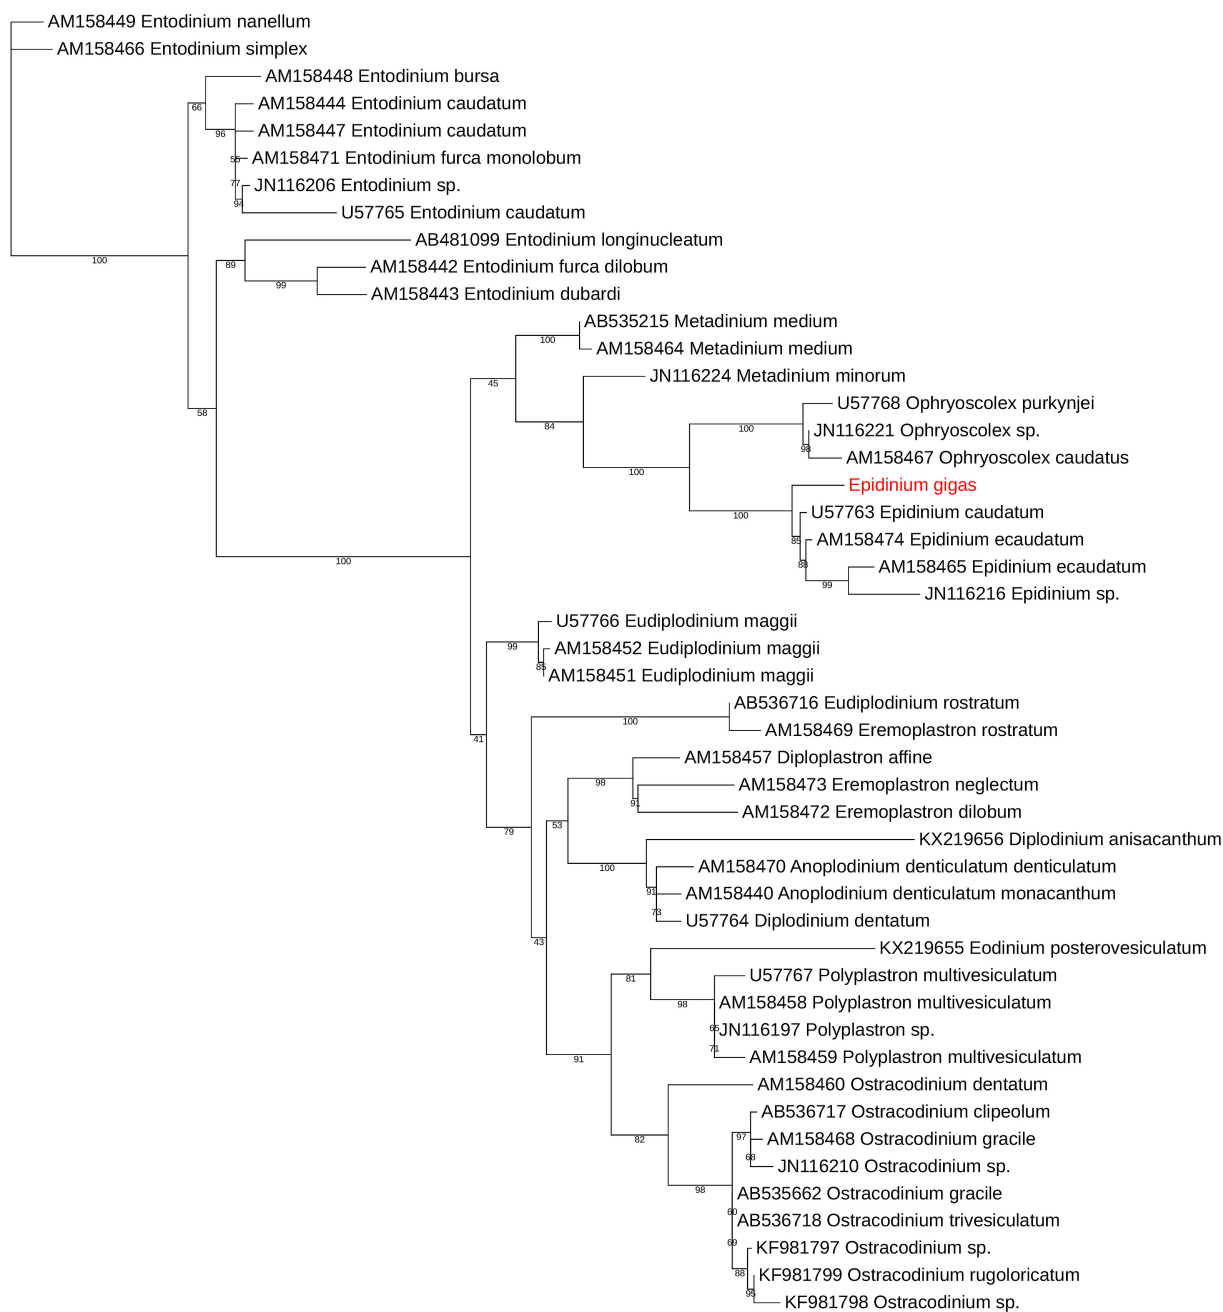 AM158449 Entodinium nanellum
AM158466 Entodinium simplex
AM158448 Entodinium bursa
66
AM158444 Entodinium caudatum
AM158447 Entodinium caudatum
96
AM158471 Entodinium furca monolobum
55
JN116206 Entodinium sp.
77
94
U57765 Entodinium caudatum
AB481099 Entodinium longinucleatum
100
89
AM158442 Entodinium furca dilobum
99
AM158443 Entodinium dubardi
AB535215 Metadinium medium
100
AM158464 Metadinium medium
JN116224 Metadinium minorum
45
U57768 Ophryoscolex purkynjei
58
84
100
JN116221 Ophryoscolex sp.
98
AM158467 Ophryoscolex caudatus
100
Epidinium gigas
U57763 Epidinium caudatum
100
85
AM158474 Epidinium ecaudatum
100
88
AM158465 Epidinium ecaudatum
99
JN116216 Epidinium sp.
U57766 Eudiplodinium maggii
99
AM158452 Eudiplodinium maggii
85
AM158451 Eudiplodinium maggii
AB536716 Eudiplodinium rostratum
100
AM158469 Eremoplastron rostratum
41
AM158457 Diploplastron affine
98
AM158473 Eremoplastron neglectum
91
AM158472 Eremoplastron dilobum
79
53
KX219656 Diplodinium anisacanthum
100
AM158470 Anoplodinium denticulatum denticulatum
91
AM158440 Anoplodinium denticulatum monacanthum
73
U57764 Diplodinium dentatum
43
KX219655 Eodinium posterovesiculatum
81
U57767 Polyplastron multivesiculatum
98
AM158458 Polyplastron multivesiculatum
65
JN116197 Polyplastron sp.
71
AM158459 Polyplastron multivesiculatum
91
AM158460 Ostracodinium dentatum
AB536717 Ostracodinium clipeolum
82
97
AM158468 Ostracodinium gracile
68
JN116210 Ostracodinium sp.
98
AB535662 Ostracodinium gracile
60
AB536718 Ostracodinium trivesiculatum
69
KF981797 Ostracodinium sp.
88
KF981799 Ostracodinium rugoloricatum
95
KF981798 Ostracodinium sp.